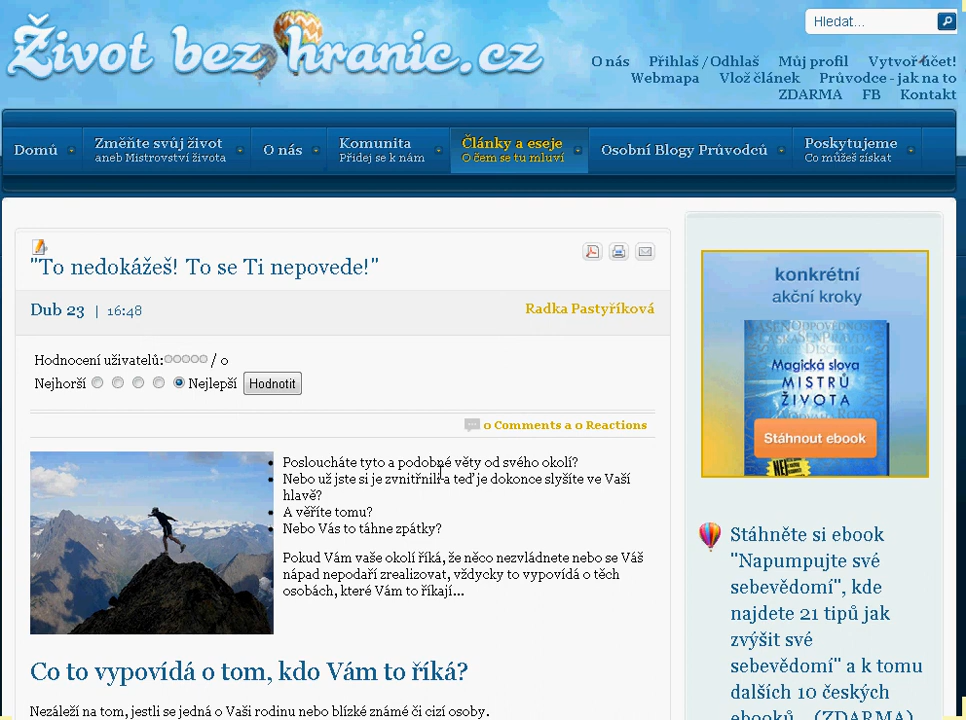 Život bez hranic.cz
Hledat...
O nás Přihlaš/Odhlaš Můj profil Vytvoř účet!
Webmapa Vlož článek Průvodce - jak na to
ZDARMA FB Kontakt
Domů
Změňte svůj život
aneb Mistrovství života
O nás
Komunita
Přidej se k nám
Články a eseje
O čem se tu mluví
Osobní Blogy Průvodců
Poskytujeme
Co můžeš získat
"To nedokážeš! To se Ti nepovede!"
Dub 23 | 16:48
Radka Pastyříková
Hodnocení uživatelů: / 0
Nejhorší Nejlepší Hodnotit
0 Comments a 0 Reactions
Posloucháte tyto a podobné věty od svého okolí?
Nebo už jste si je zvnitřnili a teď je dokonce slyšíte ve Vaší
hlavě?
A věříte tomu?
Nebo Vás to táhne zpátky?
Pokud Vám vaše okolí říká, že něco nezvládnete nebo se Váš
nápad nepodaří zrealizovat, vždycky to vypovídá o těch
osobách, které Vám to říkají...
Co to vypovídá o tom, kdo Vám to říká?
Nezáleží na tom, jestli se jedná o Vaši rodinu nebo blízké známé či cizí osoby.
konkrétní
akční kroky
Magická slova
MISTRŮ
ŽIVOTA
Stáhnout ebook
Stáhněte si ebook
"Napumpujte své
sebevědomí", kde
najdete 21 tipů jak
zvýšit své
sebevědomí" a k tomu
dalších 10 českých
ebooků... (ZDARMA)